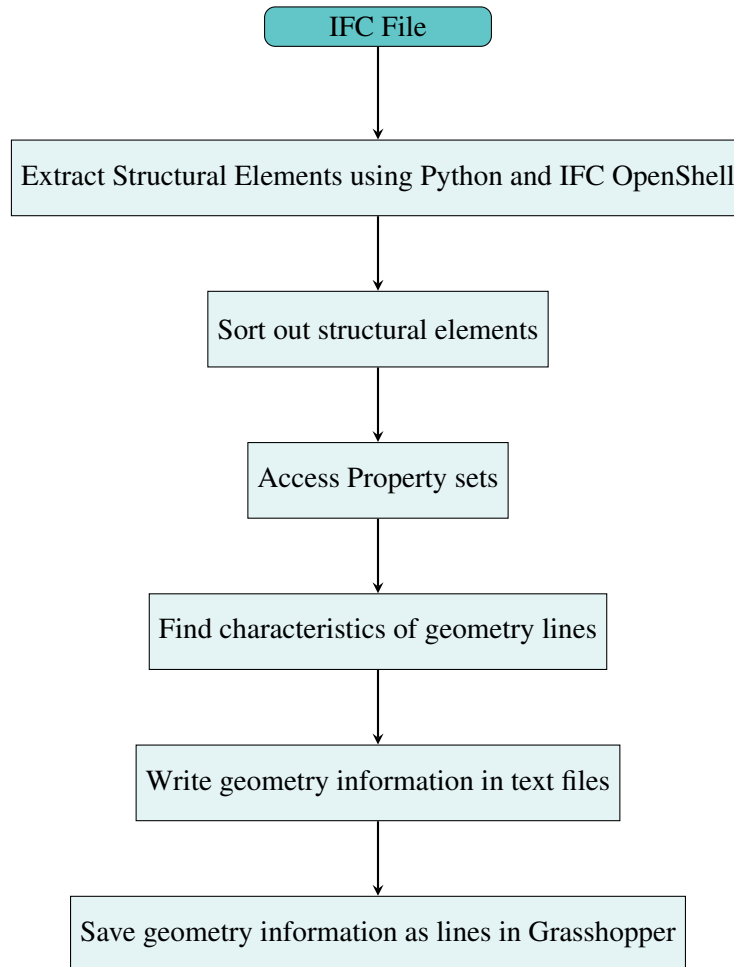 IFC File
Extract Structural Elements using Python and IFC OpenShell
Sort out structural elements
Access Property sets
Find characteristics of geometry lines
Write geometry information in text files
Save geometry information as lines in Grasshopper